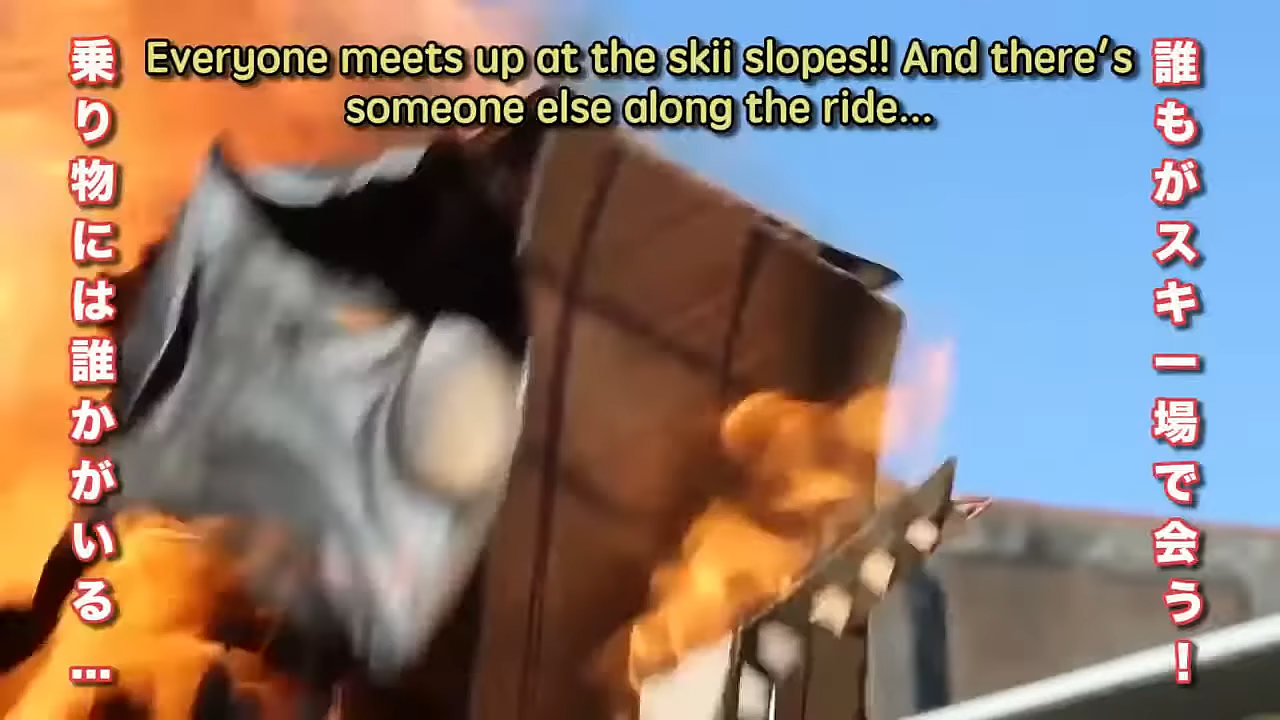 Everyone meets up at the skii slopes!! And there's
someone else along the ride...
誰もがスキー場で会う！
乗り物には誰かがいる…